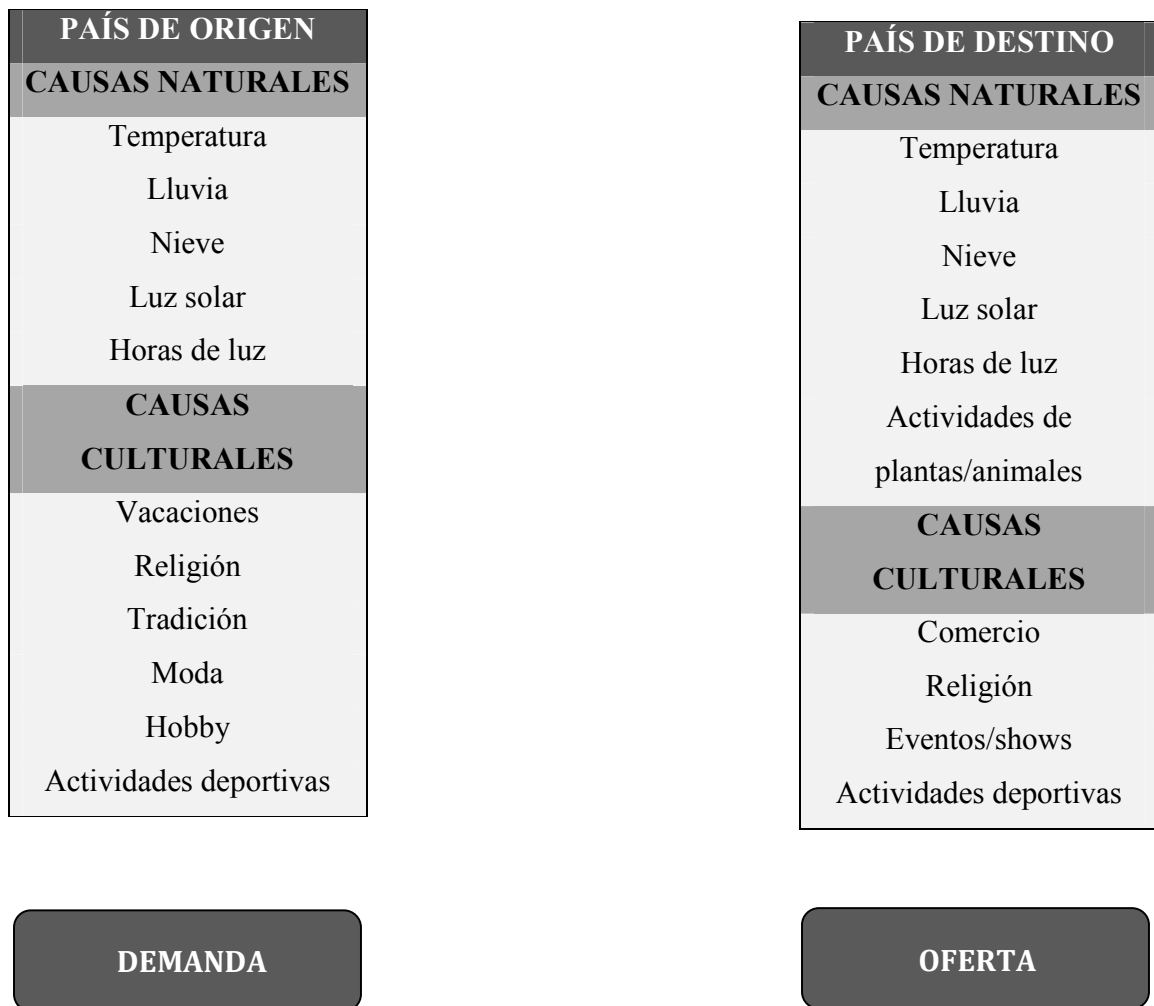 PAÍS DE ORIGEN
CAUSAS NATURALES
Temperatura
Lluvia
Nieve
Luz solar
Horas de luz
CAUSAS
CULTURALES
Vacaciones
Religión
Tradición
Moda
Hobby
Actividades deportivas
DEMANDA
PAÍS DE DESTINO
CAUSAS NATURALES
Temperatura
Lluvia
Nieve
Luz solar
Horas de luz
Actividades de
plantas/animales
CAUSAS
CULTURALES
Comercio
Religión
Eventos/shows
Actividades deportivas
OFERTA